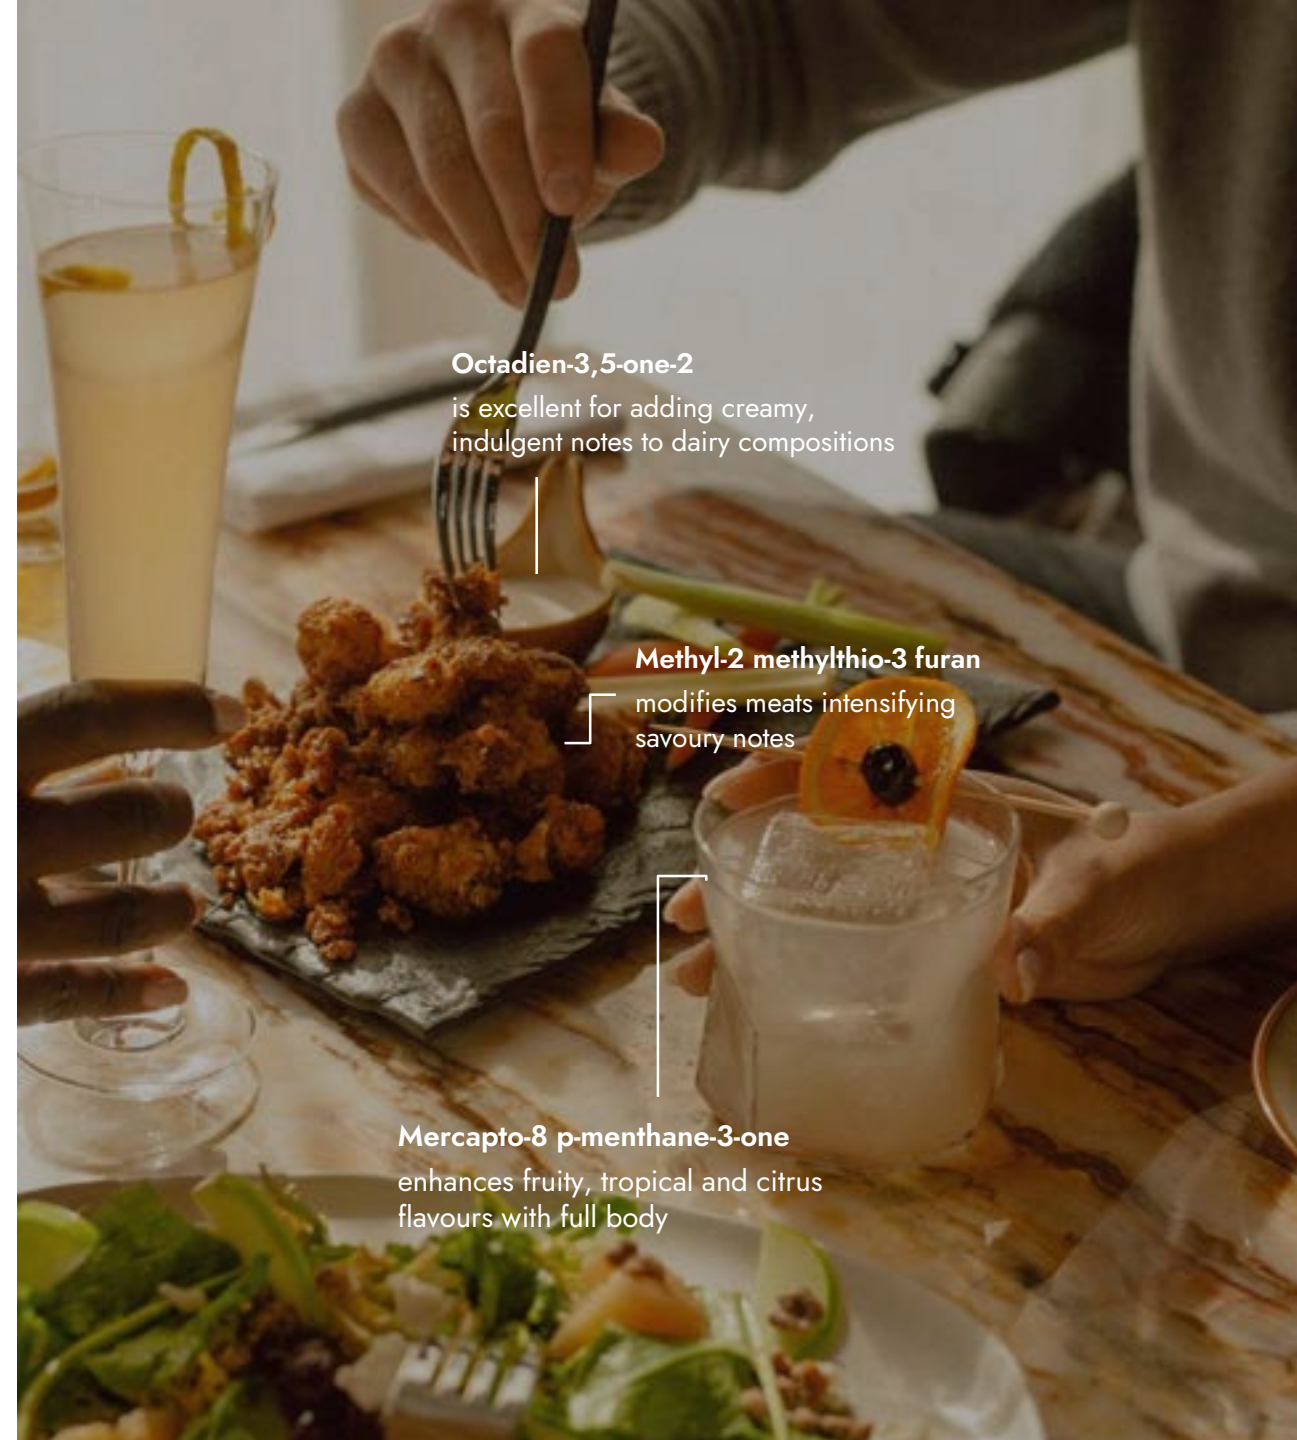 Octadien-3,5-one-2
is excellent for adding creamy,
indulgent notes to dairy compositions
Methyl-2 methylthio-3 furan
modifies meats intensifying
savoury notes
Mercapto-8 p-menthane-3-one
enhances fruity, tropical and citrus
flavours with full body